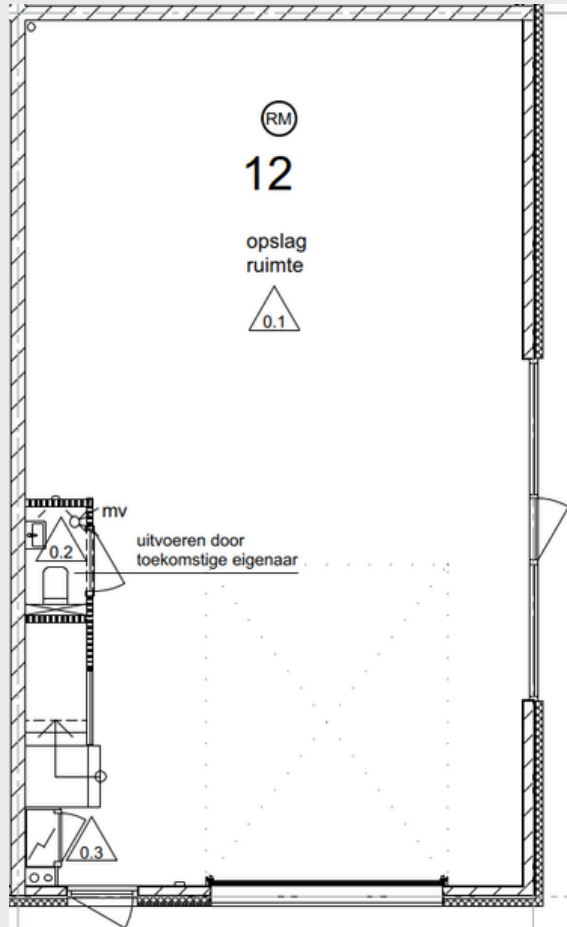 RM
12
opslag
ruimte
0.1
mv
0.2
uitvoeren door
toekomstige eigenaar
0.3